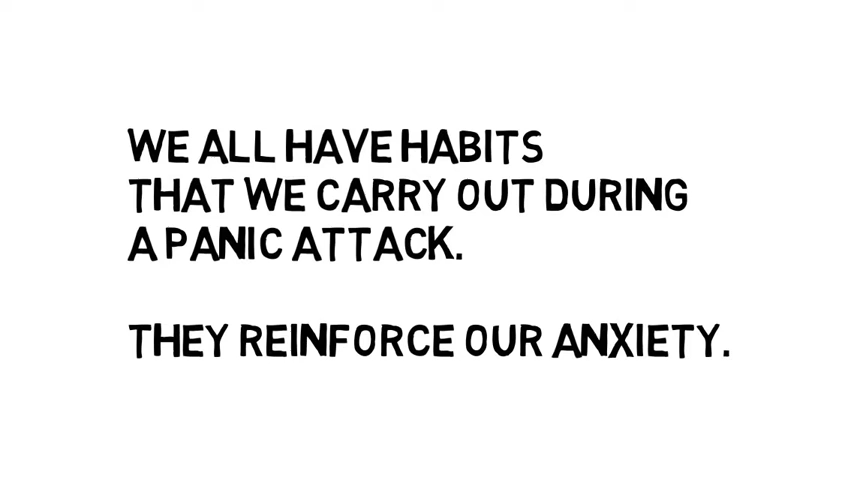 WE ALL HAVE HABITS
THAT WE CARRY OUT DURING
A PANIC ATTACK.
THEY REINFORCE OUR ANXIETY.